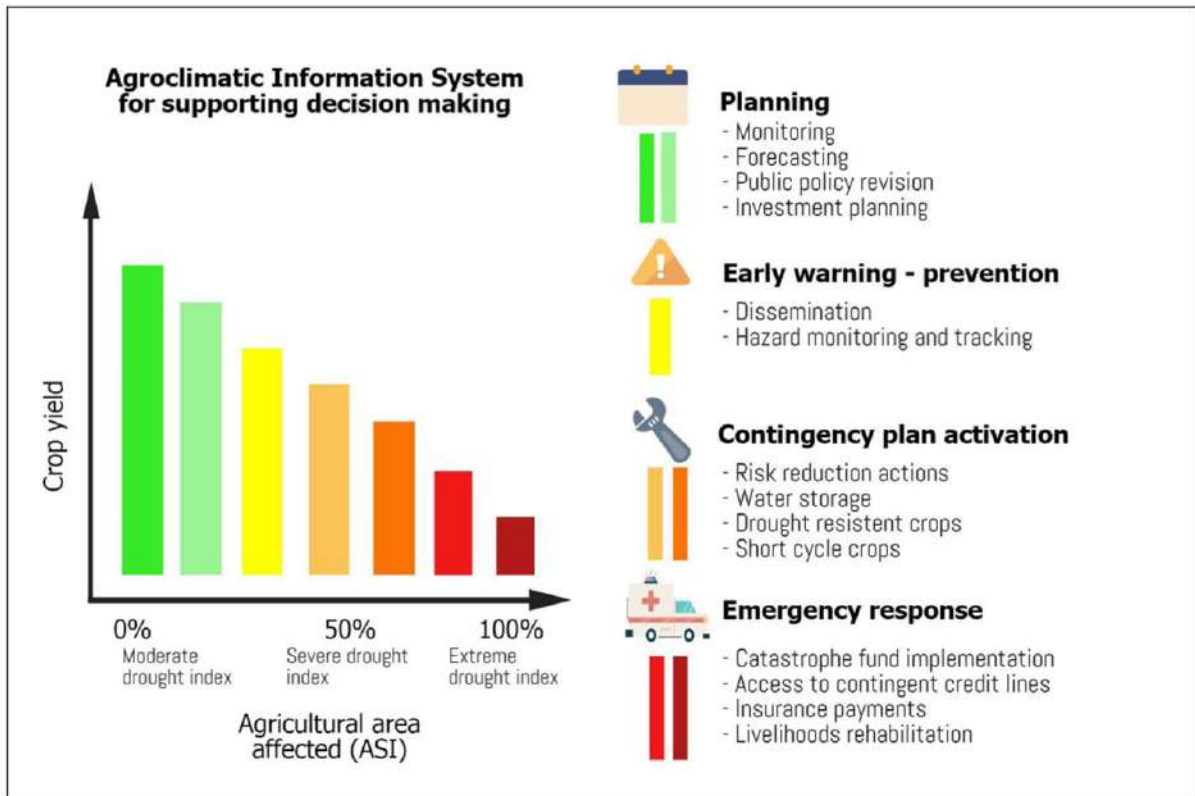 Agroclimatic Information System
for supporting decision making
Crop yield
0%
50%
100%
Moderate
drought index
Severe drought
index
Extreme
drought index
Agricultural area
affected (ASI)
Planning
- Monitoring
- Forecasting
- Public policy revision
- Investment planning
Early warning - prevention
- Dissemination
- Hazard monitoring and tracking
Contingency plan activation
- Risk reduction actions
- Water storage
- Drought resistent crops
- Short cycle crops
Emergency response
- Catastrophe fund implementation
- Access to contingent credit lines
- Insurance payments
- Livelihoods rehabilitation